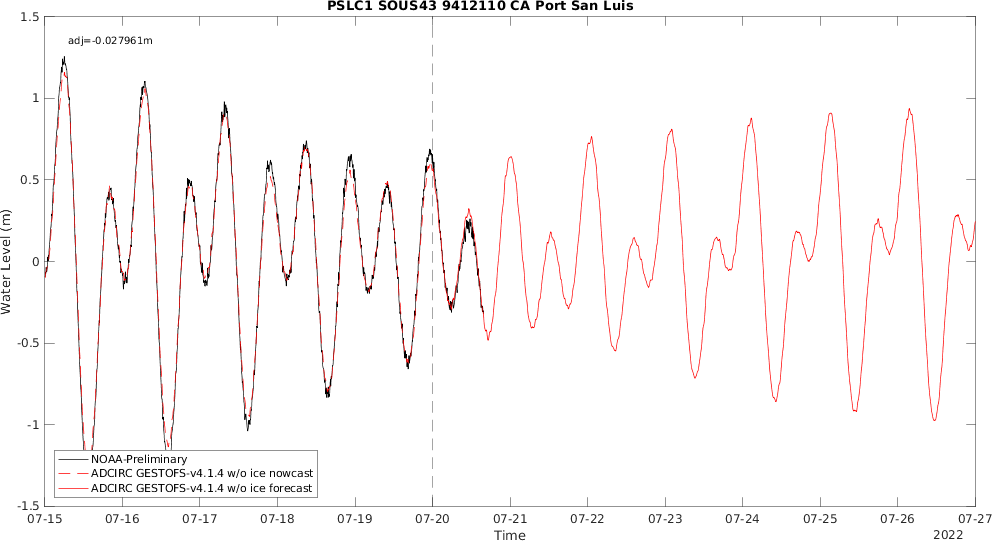 PSLC1 SOUS43 9412110 CA Port San Luis
adj=-0.027961m
1.5
1
0.5
0
-0.5
-1
-1.5
Water Level (m)
NOAA-Preliminary
ADCIRC GESTOFS-v4.1.4 w/o ice nowcast
ADCIRC GESTOFS-v4.1.4 w/o ice forecast
07-15 07-16 07-17 07-18 07-19 07-20 07-21 07-22 07-23 07-24 07-25 07-26 07-27
Time
2022